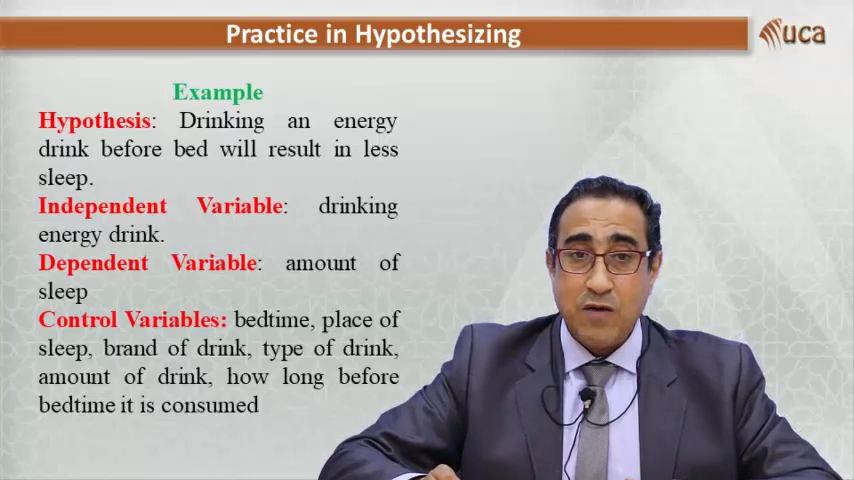 Practice in Hypothesizing
uca
Example
Hypothesis: Drinking an energy
drink before bed will result in less
sleep.
Independent Variable: drinking
energy drink.
Dependent Variable: amount of
sleep
Control Variables: bedtime, place of
sleep, brand of drink, type of drink,
amount of drink, how long before
bedtime it is consumed